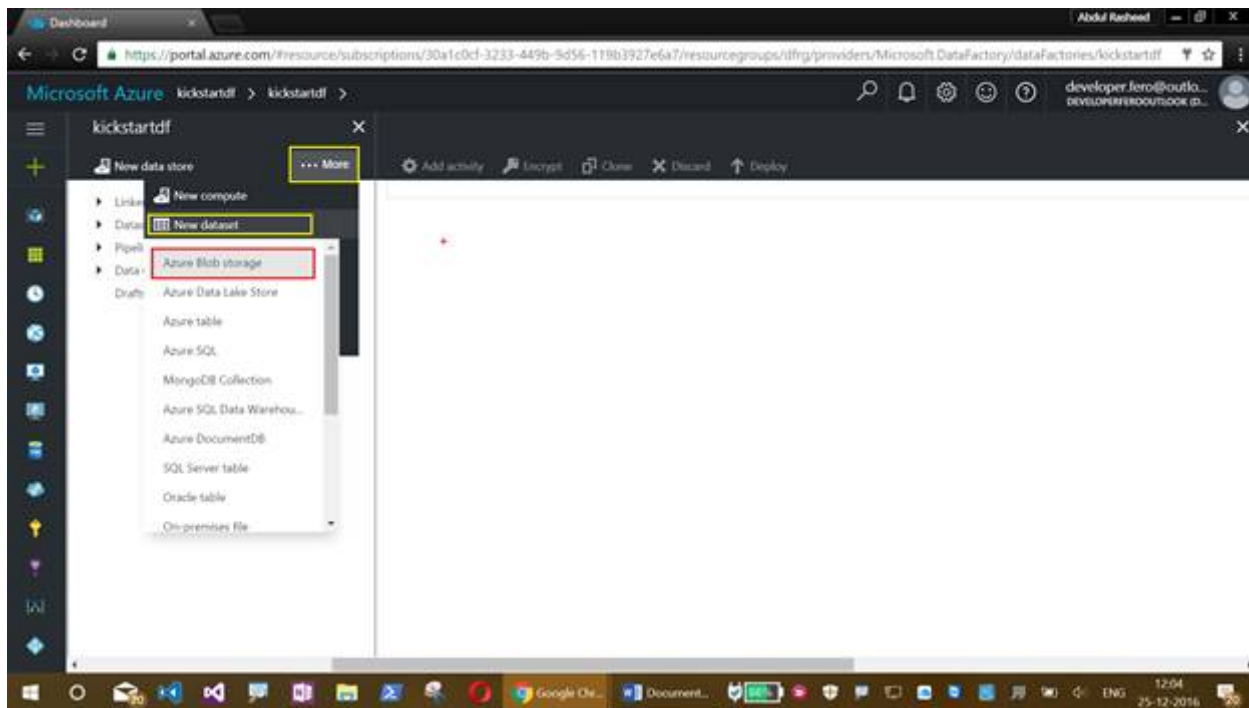 Dashboard
Abdul Rasheed
https://portal.azure.com/#resource/subscriptions/30a1c0cf-3233-449b-9d56-119b3927e6a7/resourcegroups/dfrg/providers/Microsoft.DataFactory/dataFactories/kickstartdf
Microsoft Azure kickstartdf > kickstartdf >
developer.fero@outlo...
kickstartdf
New data store
... More
Add activity
Encrypt
Clone
Discard
Deploy
New compute
New dataset
Linke
Datas
Pipeli
Data
Drafts
Azure Blob storage
Azure Data Lake Store
Azure table
Azure SQL
MongoDB Collection
Azure SQL Data Warehou...
Azure DocumentDB
SQL Server table
Oracle table
On-premises file
Google Ch...
Document...
ENG
12:04
25-12-2016